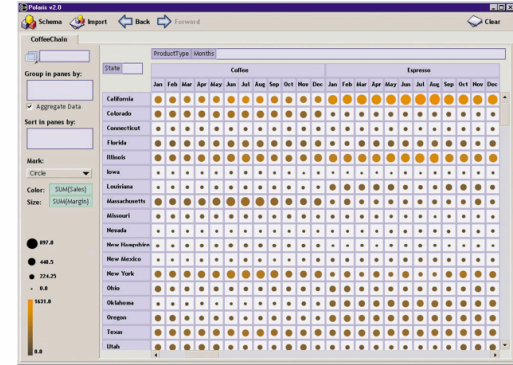 Polaris v2.0
Schema Import Back Forward Clear
CoffeeChain
ProductType Months
State
Coffee Espresso
Jan Feb Mar Apr May Jun Jul Aug Sep Oct Nov Dec Jan Feb Mar Apr May Jun Jul Aug Sep Oct Nov Dec
Group in panes by:
Aggregate Data
Sort in panes by:
Mark:
Circle
Color: SUM(Sales)
Size: SUM(Margin)
897.0
448.5
224.25
0.0
1621.0
0.0
California
Colorado
Connecticut
Florida
Illinois
Iowa
Louisiana
Massachusetts
Missouri
Nevada
New Hampshire
New Mexico
New York
Ohio
Oklahoma
Oregon
Texas
Utah